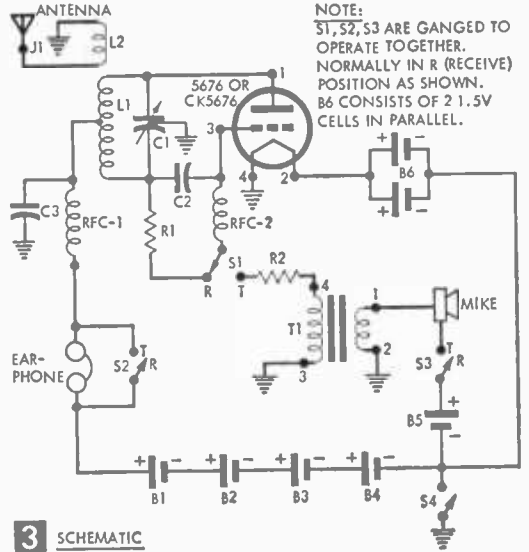 ANTENNA
J1
L2
NOTE:
S1, S2, S3 ARE GANGED TO
OPERATE TOGETHER.
NORMALLY IN R (RECEIVE)
POSITION AS SHOWN.
B6 CONSISTS OF 2 1.5V
CELLS IN PARALLEL.
5676 OR
CK5676
1
L1
C1
3
4
2
C2
+ -
B6
+ -
C3
RFC-1
R1
RFC-2
S1
R
T
R2
4
T1
3
1
2
MIKE
S3
T
R
EAR-
PHONE
S2
T
R
+
B5
-
+ - + - + - + -
B1 B2 B3 B4
S4
3 SCHEMATIC